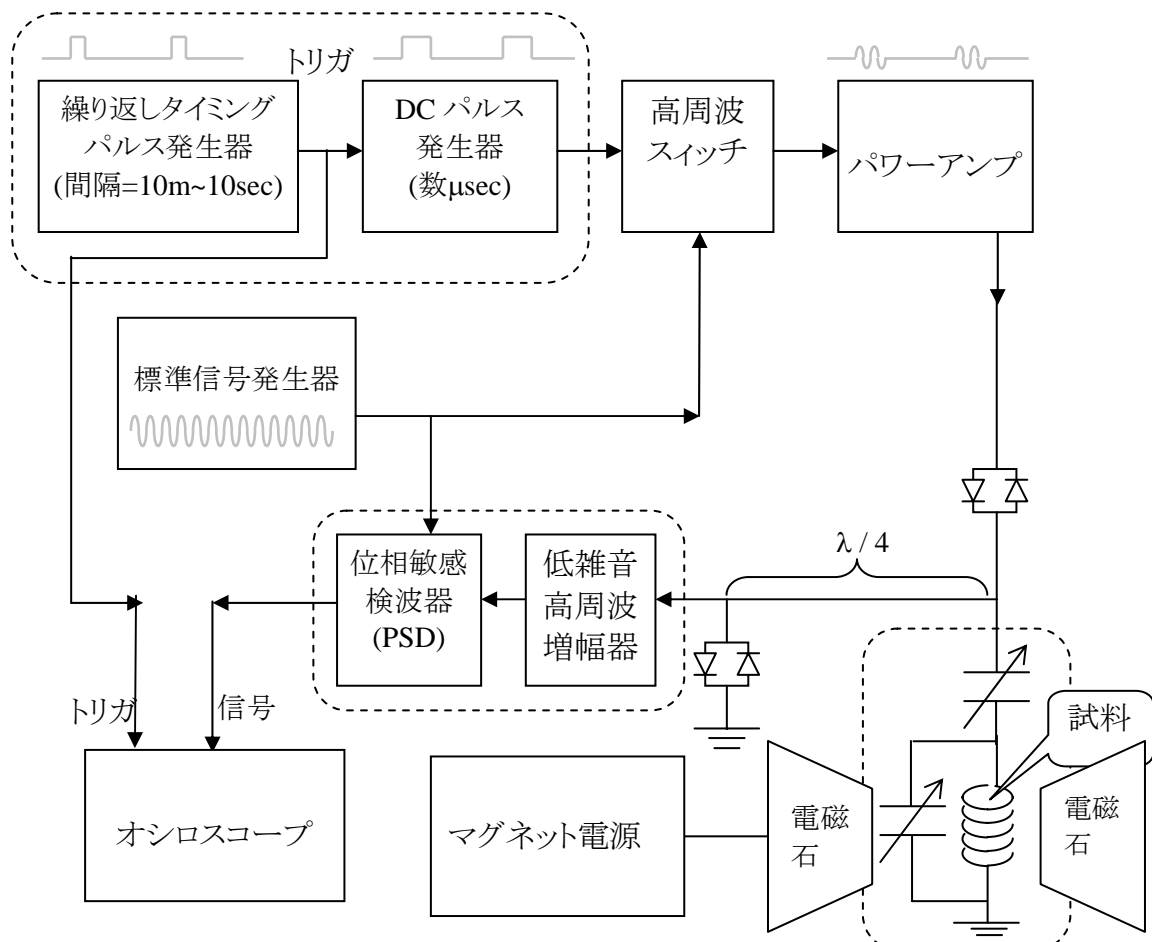 トリガ
繰り返しタイミング
パルス発生器
(間隔=10m~10sec)
DC パルス
発生器
(数μsec)
高周波
スィッチ
パワーアンプ
標準信号発生器
λ / 4
位相敏感
検波器
(PSD)
低雑音
高周波
増幅器
トリガ
信号
試料
オシロスコープ
マグネット電源
電磁
石
電磁
石